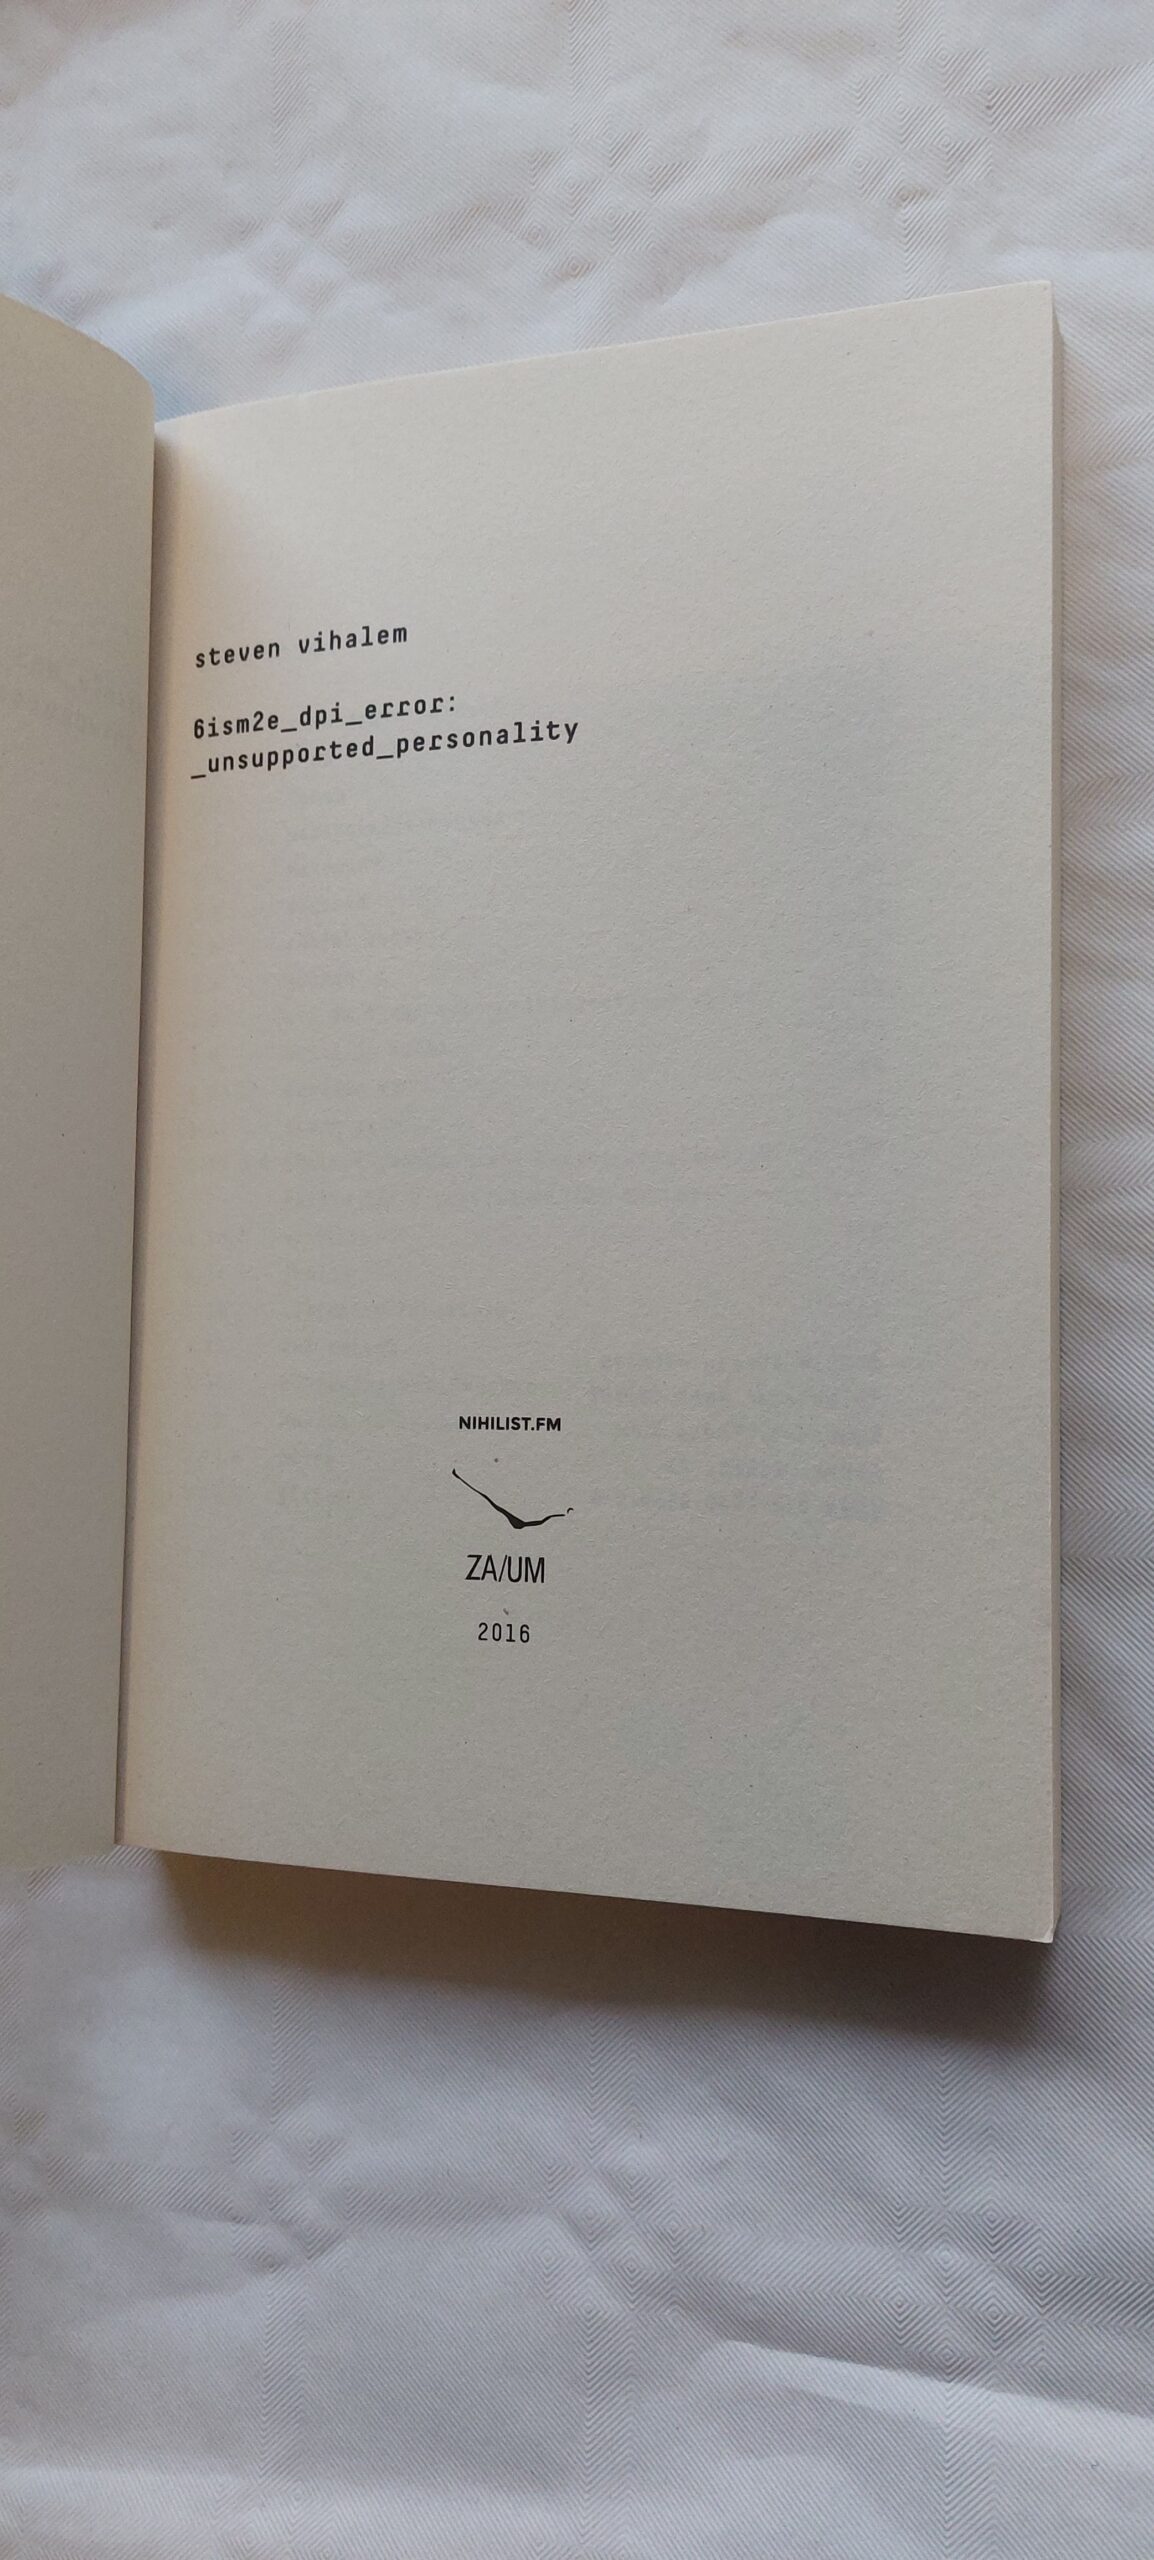 steven vihalem
6ism2e_dpi_error:
_unsupported_personality
NIHILIST.FM
ZA/UM
2016